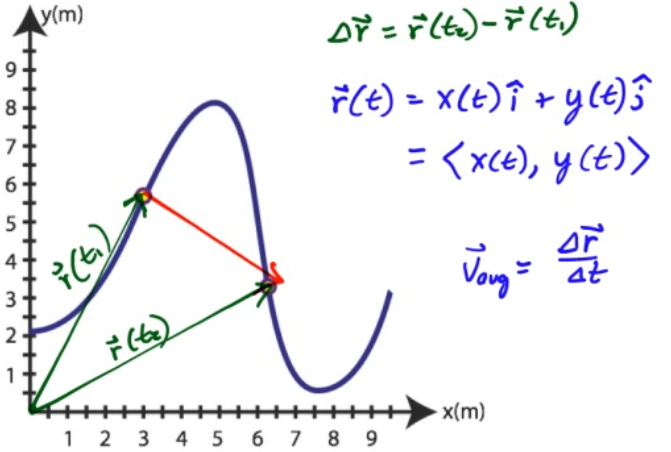 y(m)
Δr⃗ = r⃗(t₂) - r⃗(t₁)
r⃗(t) = x(t) î + y(t) ĵ
= ⟨x(t), y(t)⟩
v⃗avg = Δr⃗/Δt
9
8
7
6
5
4
3
2
1
r⃗(t₁)
r⃗(t₂)
1 2 3 4 5 6 7 8 9
x(m)